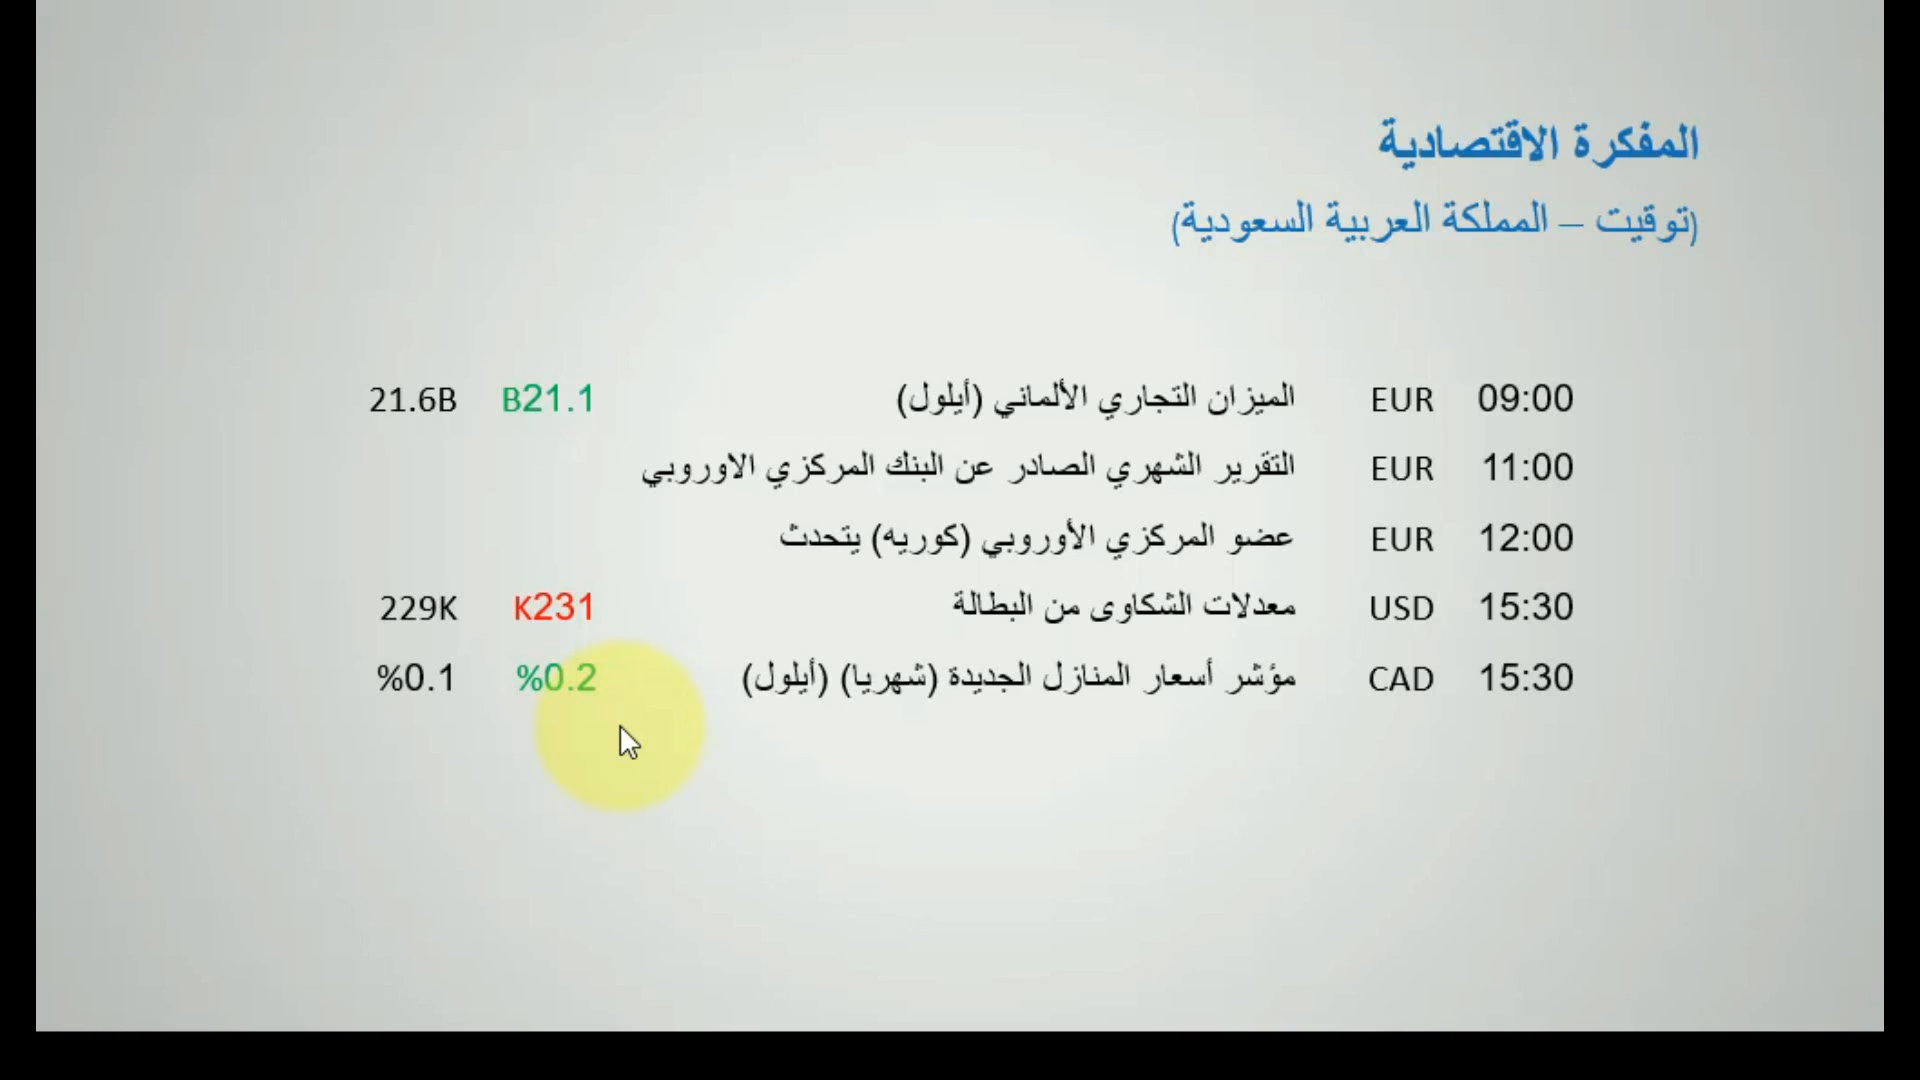 المفكرة الاقتصادية
(توقيت – المملكة العربية السعودية)
09:00 EUR الميزان التجاري الألماني (أيلول) B21.1 21.6B
11:00 EUR التقرير الشهري الصادر عن البنك المركزي الاوروبي
12:00 EUR عضو المركزي الأوروبي (كوريه) يتحدث
15:30 USD معدلات الشكاوى من البطالة K231 229K
15:30 CAD مؤشر أسعار المنازل الجديدة (شهريا) (أيلول) %0.2 %0.1